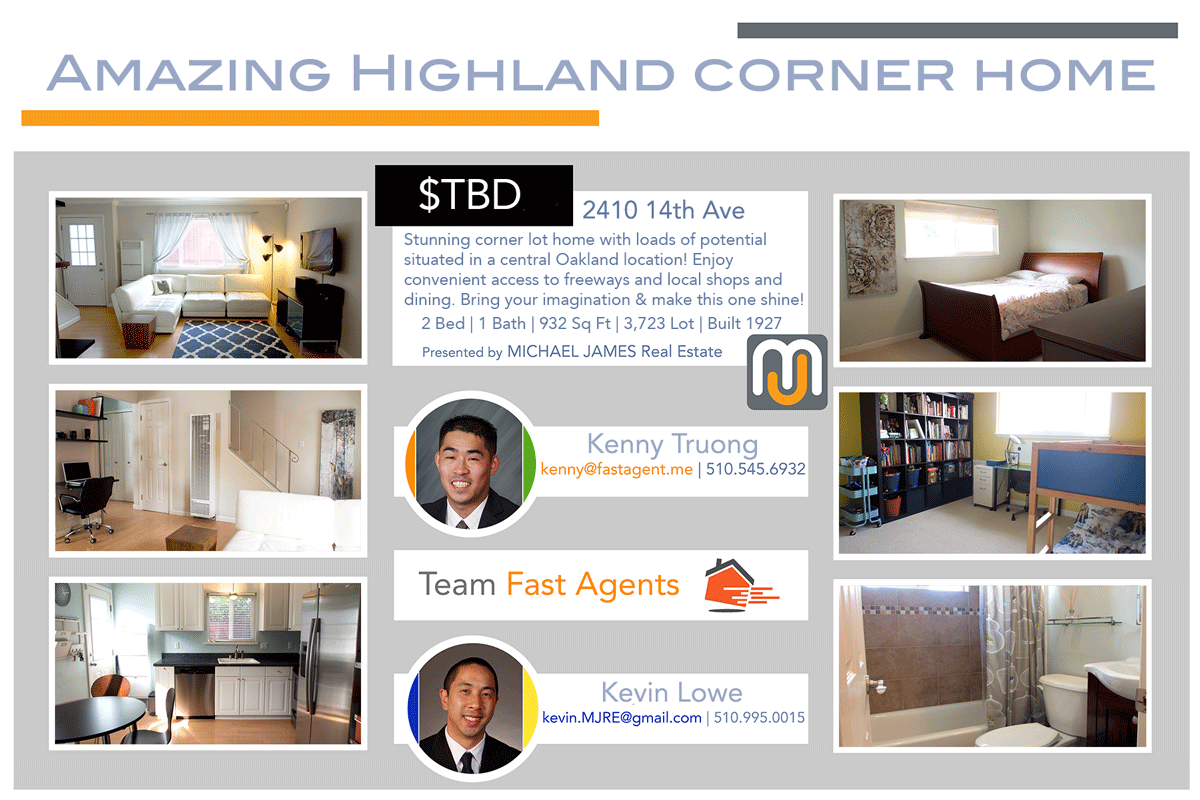 Amazing Highland corner home
$TBD
2410 14th Ave
Stunning corner lot home with loads of potential
situated in a central Oakland location! Enjoy
convenient access to freeways and local shops and
dining. Bring your imagination & make this one shine!
2 Bed | 1 Bath | 932 Sq Ft | 3,723 Lot | Built 1927
Presented by MICHAEL JAMES Real Estate
mj
Kenny Truong
kenny@fastagent.me | 510.545.6932
Team Fast Agents
Kevin Lowe
kevin.MJRE@gmail.com | 510.995.0015